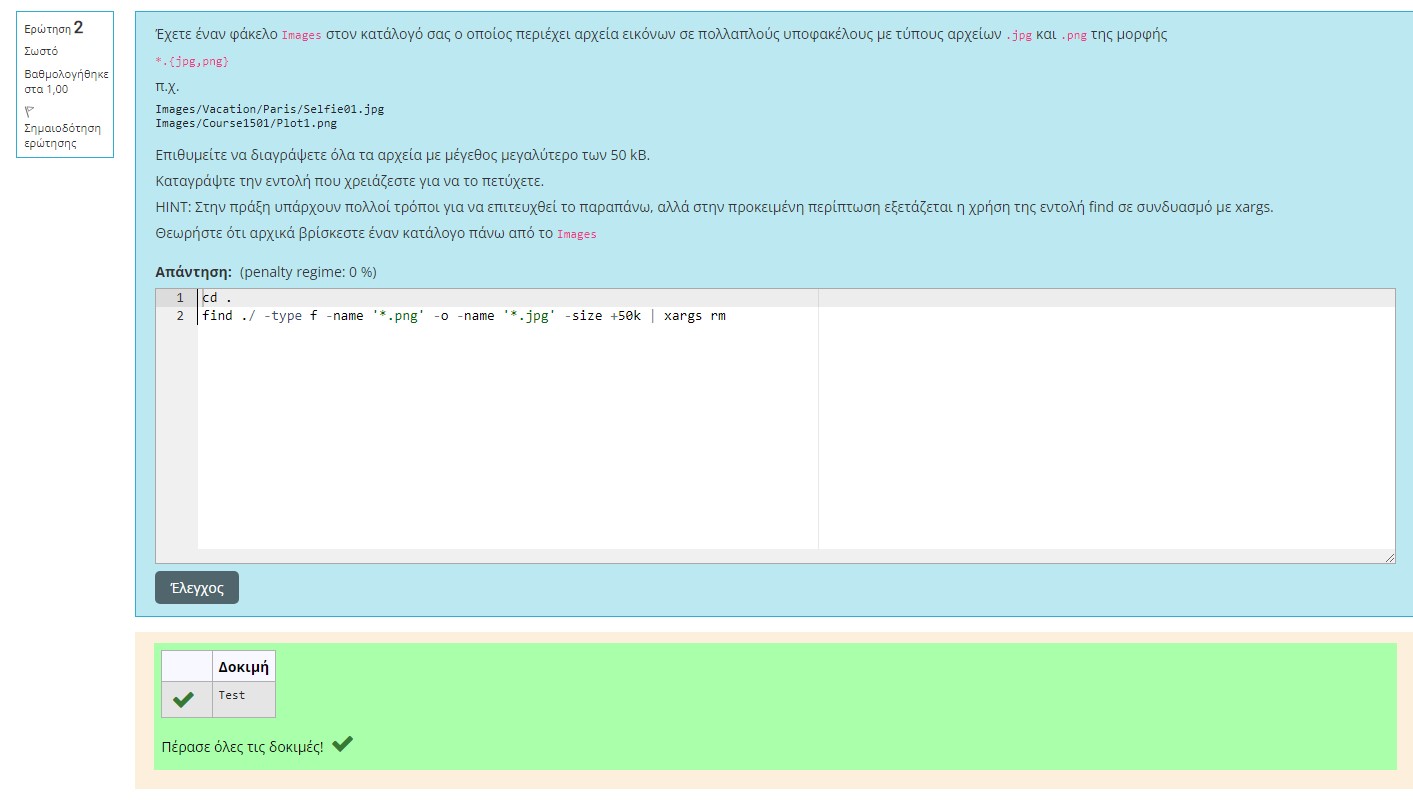 Ερώτηση 2
Σωστό
Βαθμολογήθηκε
στα 1,00
Σημαιοδότηση
ερώτησης
Έχετε έναν φάκελο Images στον κατάλογό σας ο οποίος περιέχει αρχεία εικόνων σε πολλαπλούς υποφακέλους με τύπους αρχείων .jpg και .png της μορφής
*.{jpg,png}
π.χ.
Images/Vacation/Paris/Selfie01.jpg
Images/Course1501/Plot1.png
Επιθυμείτε να διαγράψετε όλα τα αρχεία με μέγεθος μεγαλύτερο των 50 kB.
Καταγράψτε την εντολή που χρειάζεστε για να το πετύχετε.
HINT: Στην πράξη υπάρχουν πολλοί τρόποι για να επιτευχθεί το παραπάνω, αλλά στην προκειμένη περίπτωση εξετάζεται η χρήση της εντολή find σε συνδυασμό με xargs.
Θεωρήστε ότι αρχικά βρίσκεστε έναν κατάλογο πάνω από το Images
Απάντηση: (penalty regime: 0 %)
1 cd .
2 find ./ -type f -name '*.png' -o -name '*.jpg' -size +50k | xargs rm
Έλεγχος
Δοκιμή
Test
Πέρασε όλες τις δοκιμές!